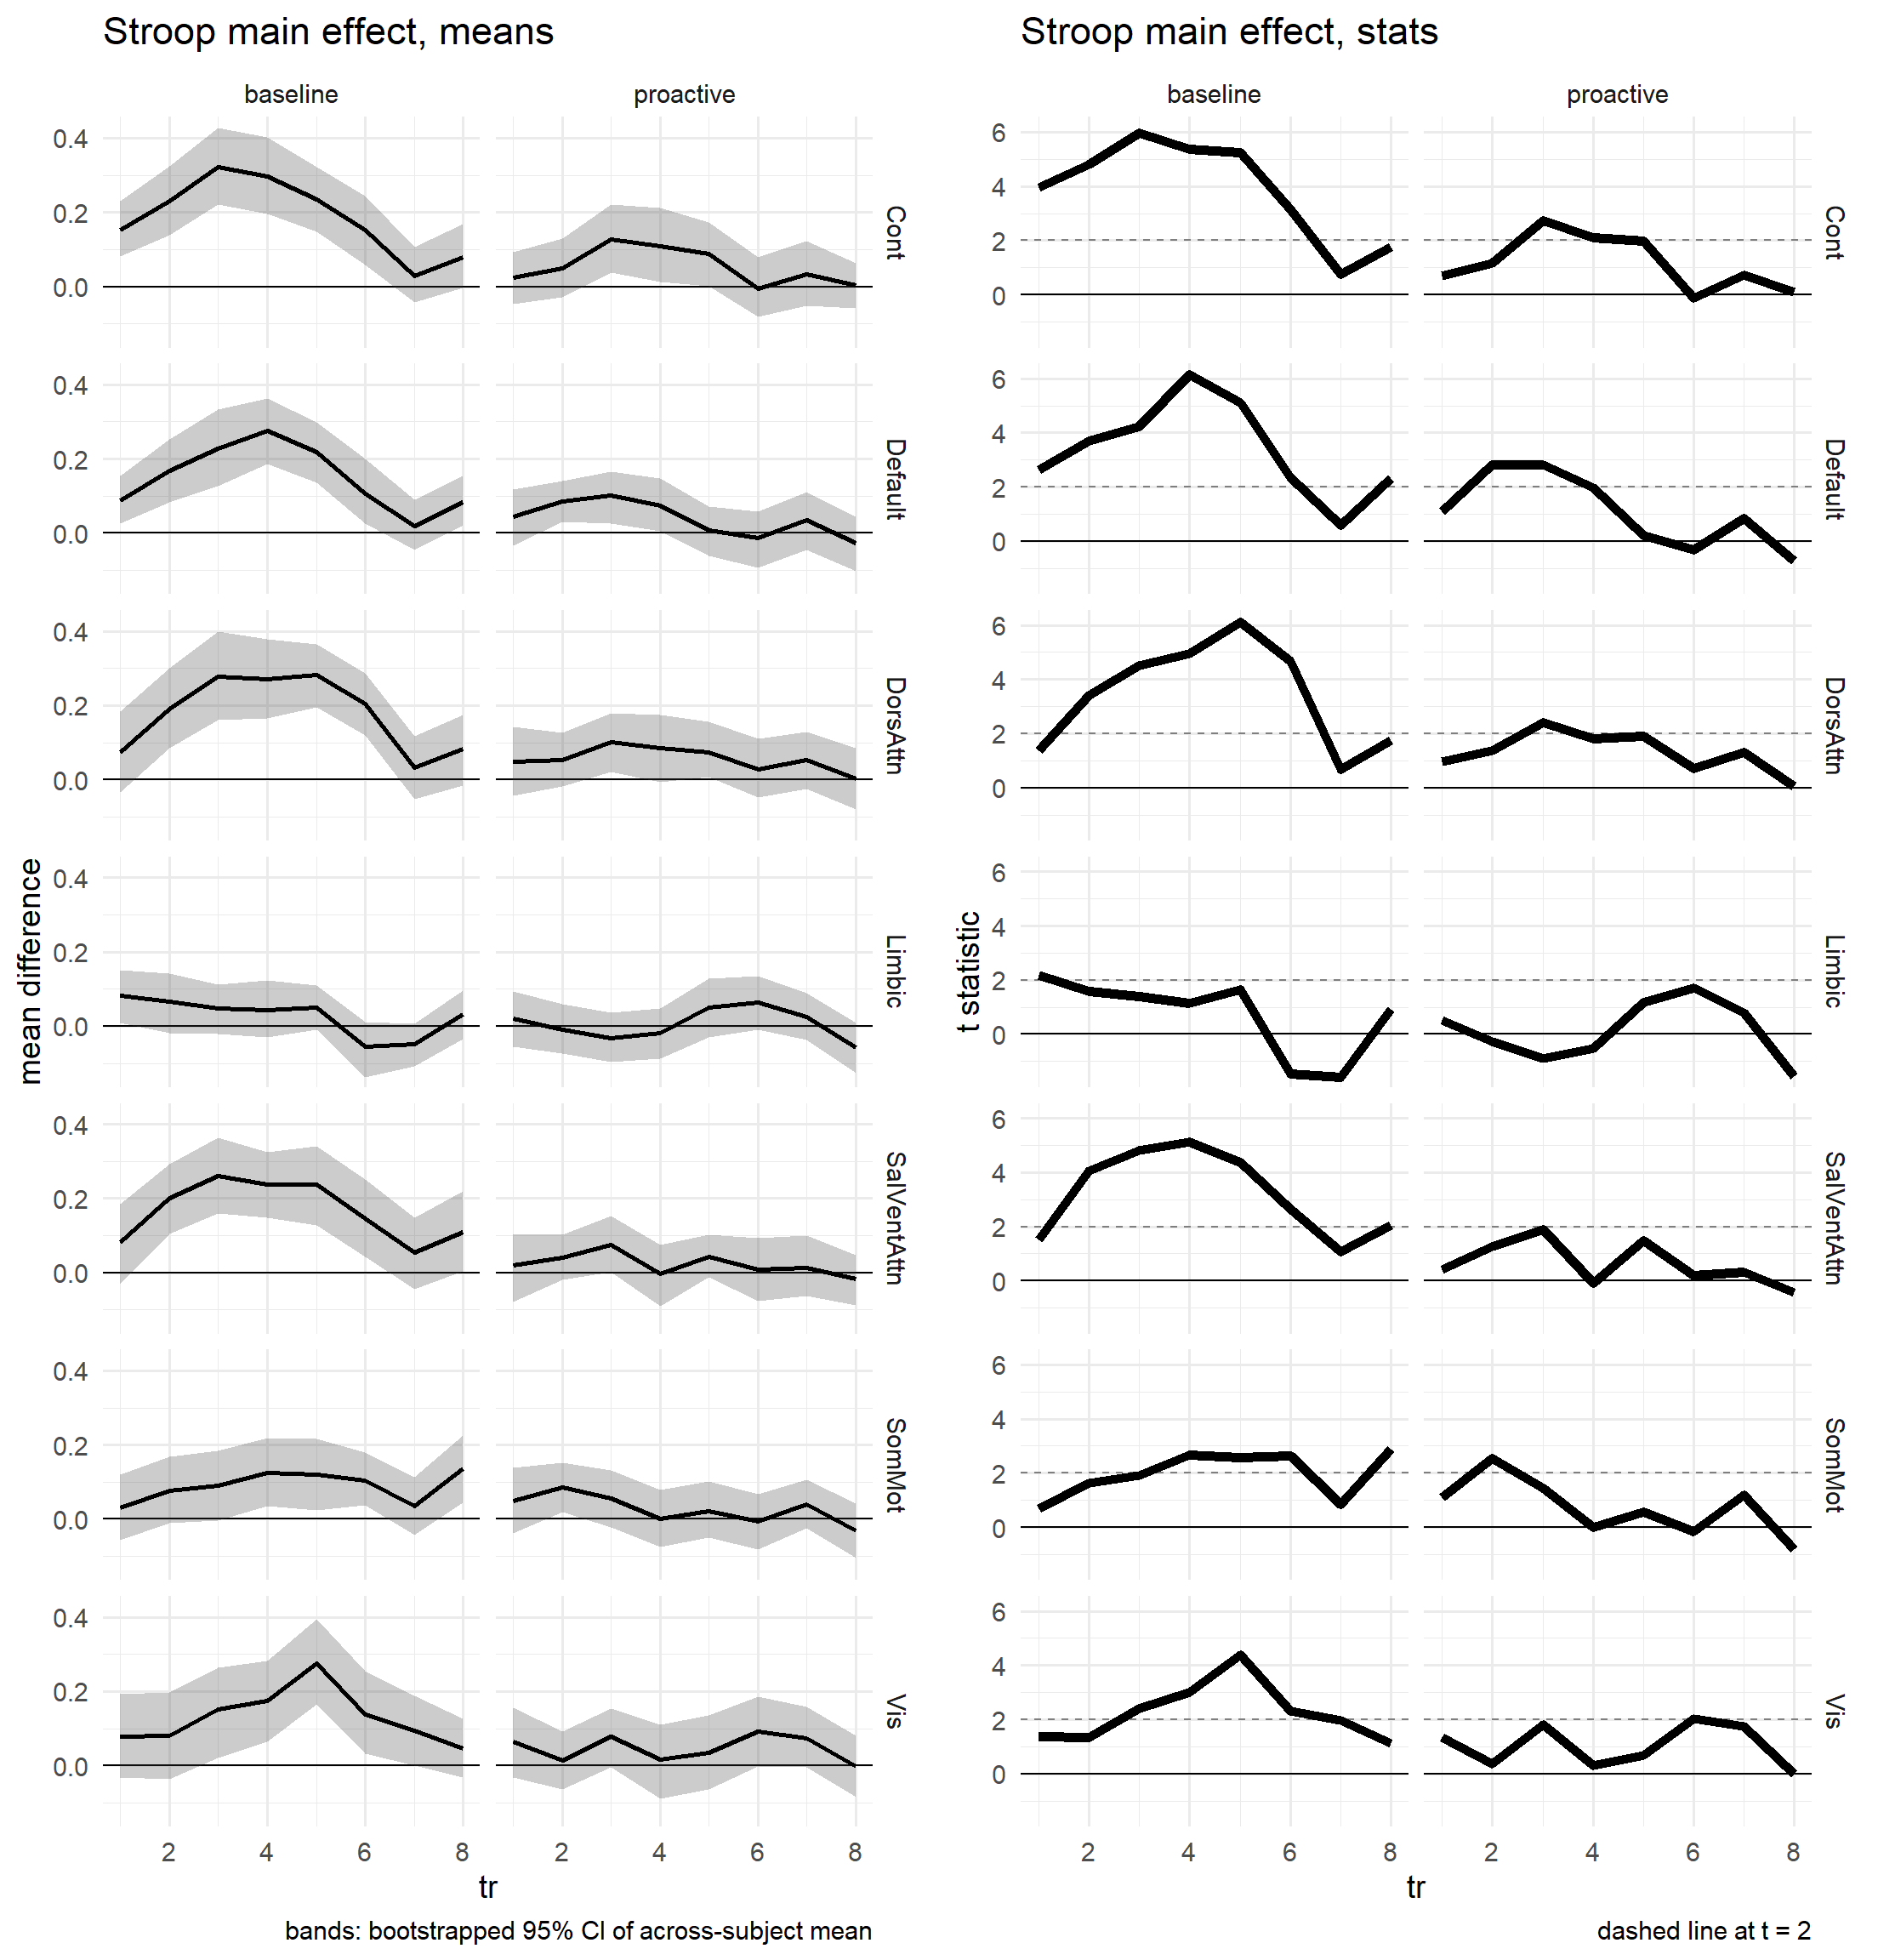 Stroop main effect, means
baseline
proactive
mean difference
0.4
0.2
0.0
Cont
0.4
0.2
0.0
Default
0.4
0.2
0.0
DorsAttn
0.4
0.2
0.0
Limbic
0.4
0.2
0.0
SalVentAttn
0.4
0.2
0.0
SomMot
0.4
0.2
0.0
Vis
2 4 6 8 2 4 6 8
tr
bands: bootstrapped 95% CI of across-subject mean
Stroop main effect, stats
baseline
proactive
t statistic
6
4
2
0
Cont
6
4
2
0
Default
6
4
2
0
DorsAttn
6
4
2
0
Limbic
6
4
2
0
SalVentAttn
6
4
2
0
SomMot
6
4
2
0
Vis
2 4 6 8 2 4 6 8
tr
dashed line at t = 2